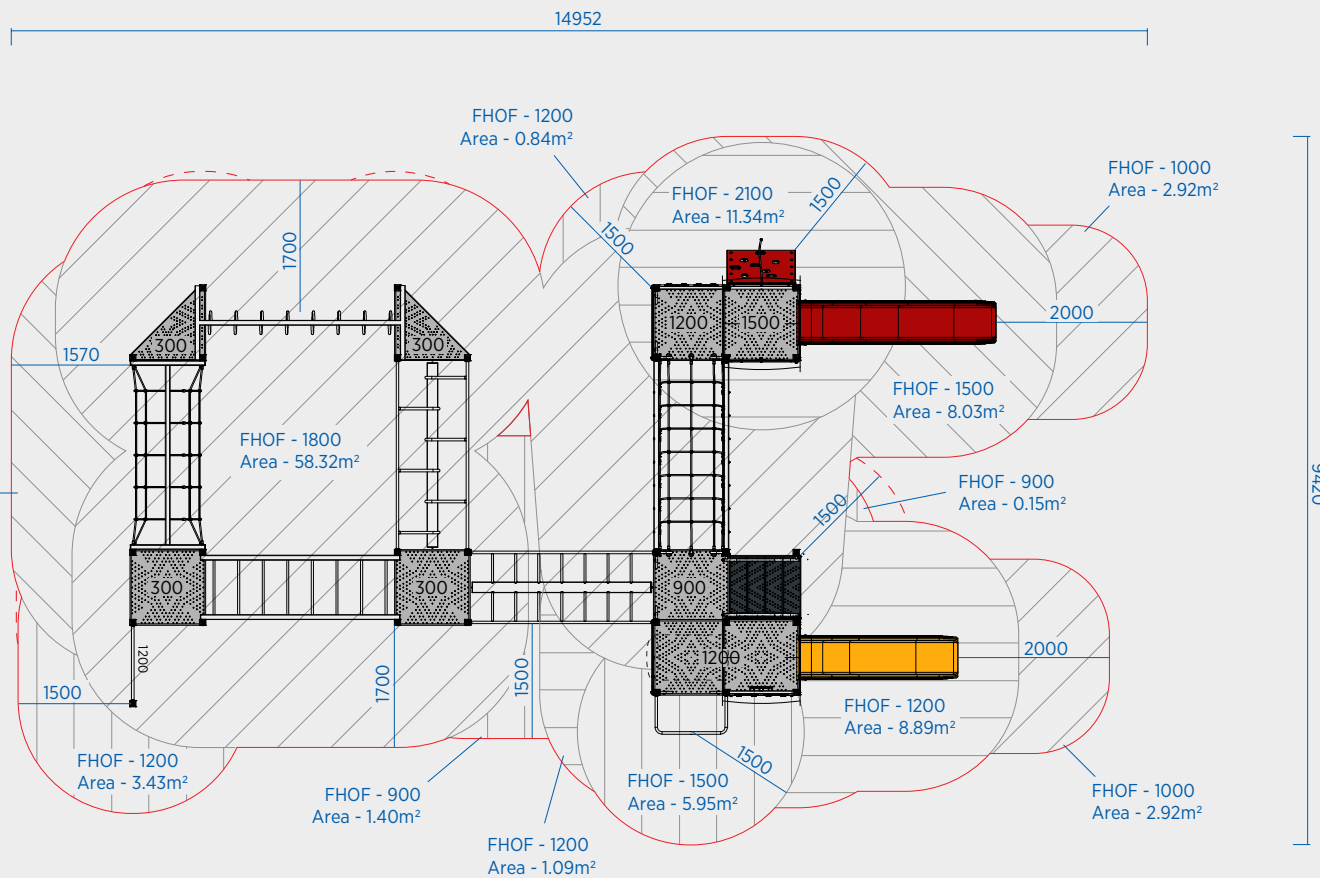 14952
FHOF - 1200
Area - 0.84m²
FHOF - 1000
Area - 2.92m²
FHOF - 2100
Area - 11.34m²
1500
1500
1700
1200
1500
2000
300
300
1570
FHOF - 1500
Area - 8.03m²
FHOF - 1800
Area - 58.32m²
FHOF - 900
Area - 0.15m²
1500
9420
300
300
900
1200
1200
2000
1500
1700
1500
FHOF - 1200
Area - 8.89m²
FHOF - 1200
Area - 3.43m²
1500
FHOF - 1500
Area - 5.95m²
FHOF - 900
Area - 1.40m²
FHOF - 1000
Area - 2.92m²
FHOF - 1200
Area - 1.09m²